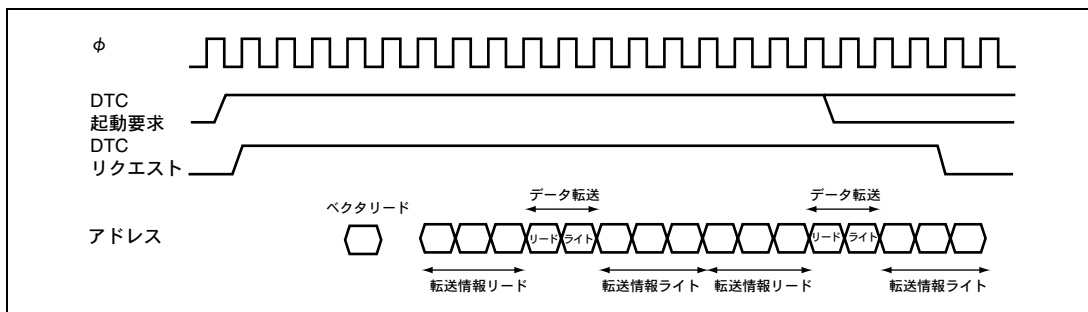 φ
DTC
起動要求
DTC
リクエスト
ベクタリード
データ転送
データ転送
アドレス
リード
ライト
リード
ライト
転送情報リード
転送情報ライト
転送情報リード
転送情報ライト